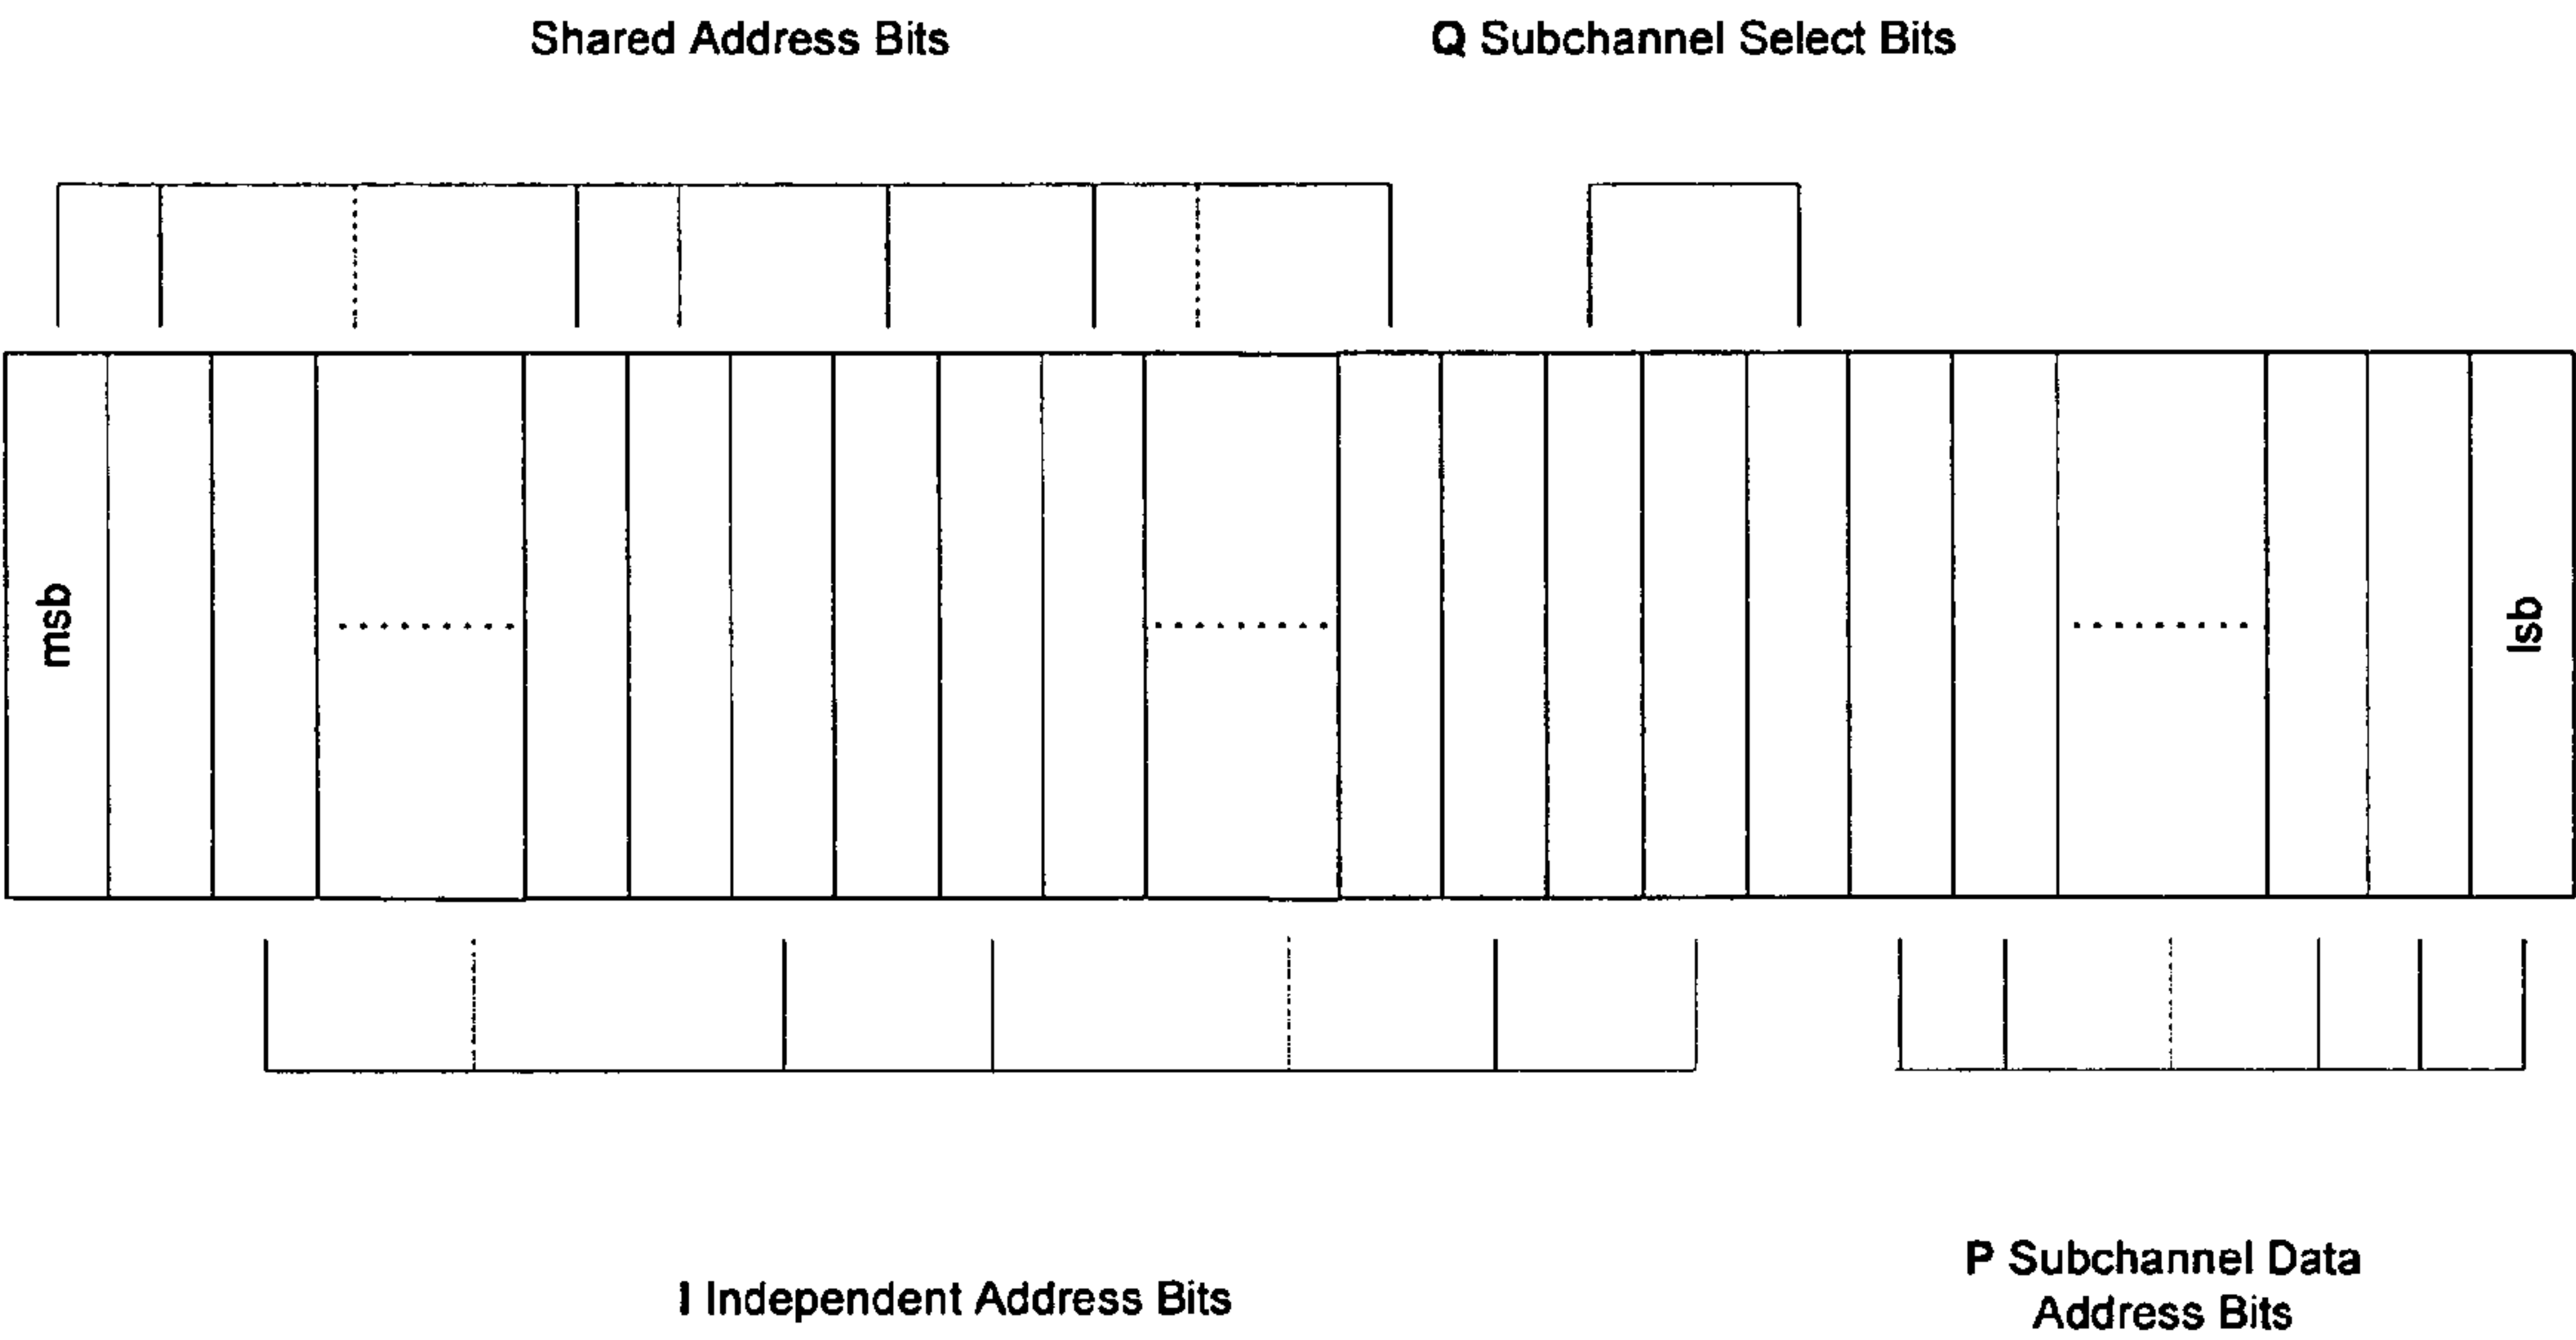 Shared Address Bits
Q Subchannel Select Bits
msb
lsb
I Independent Address Bits
P Subchannel Data
Address Bits